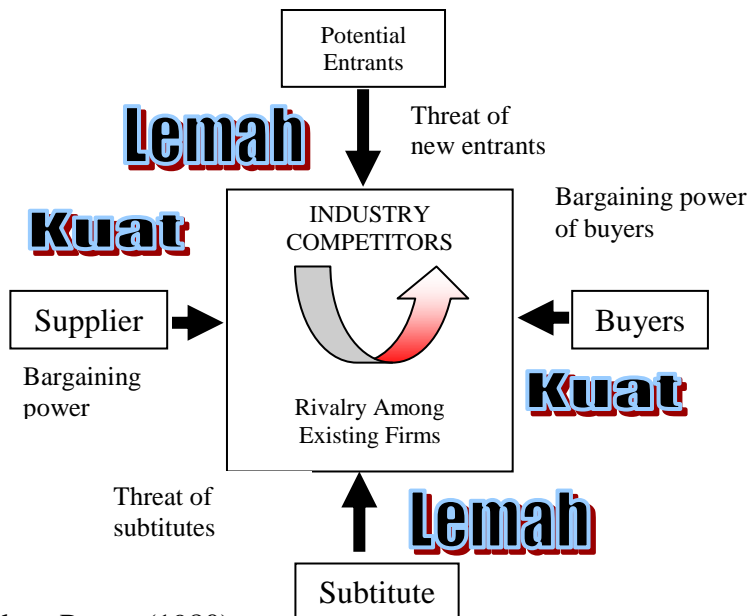 Potential
Entrants
Lemah
Threat of
new entrants
Kuat
INDUSTRY
COMPETITORS
Bargaining power
of buyers
Supplier
Buyers
Bargaining
power
Kuat
Rivalry Among
Existing Firms
Threat of
subtitutes
Lemah
Subtitute